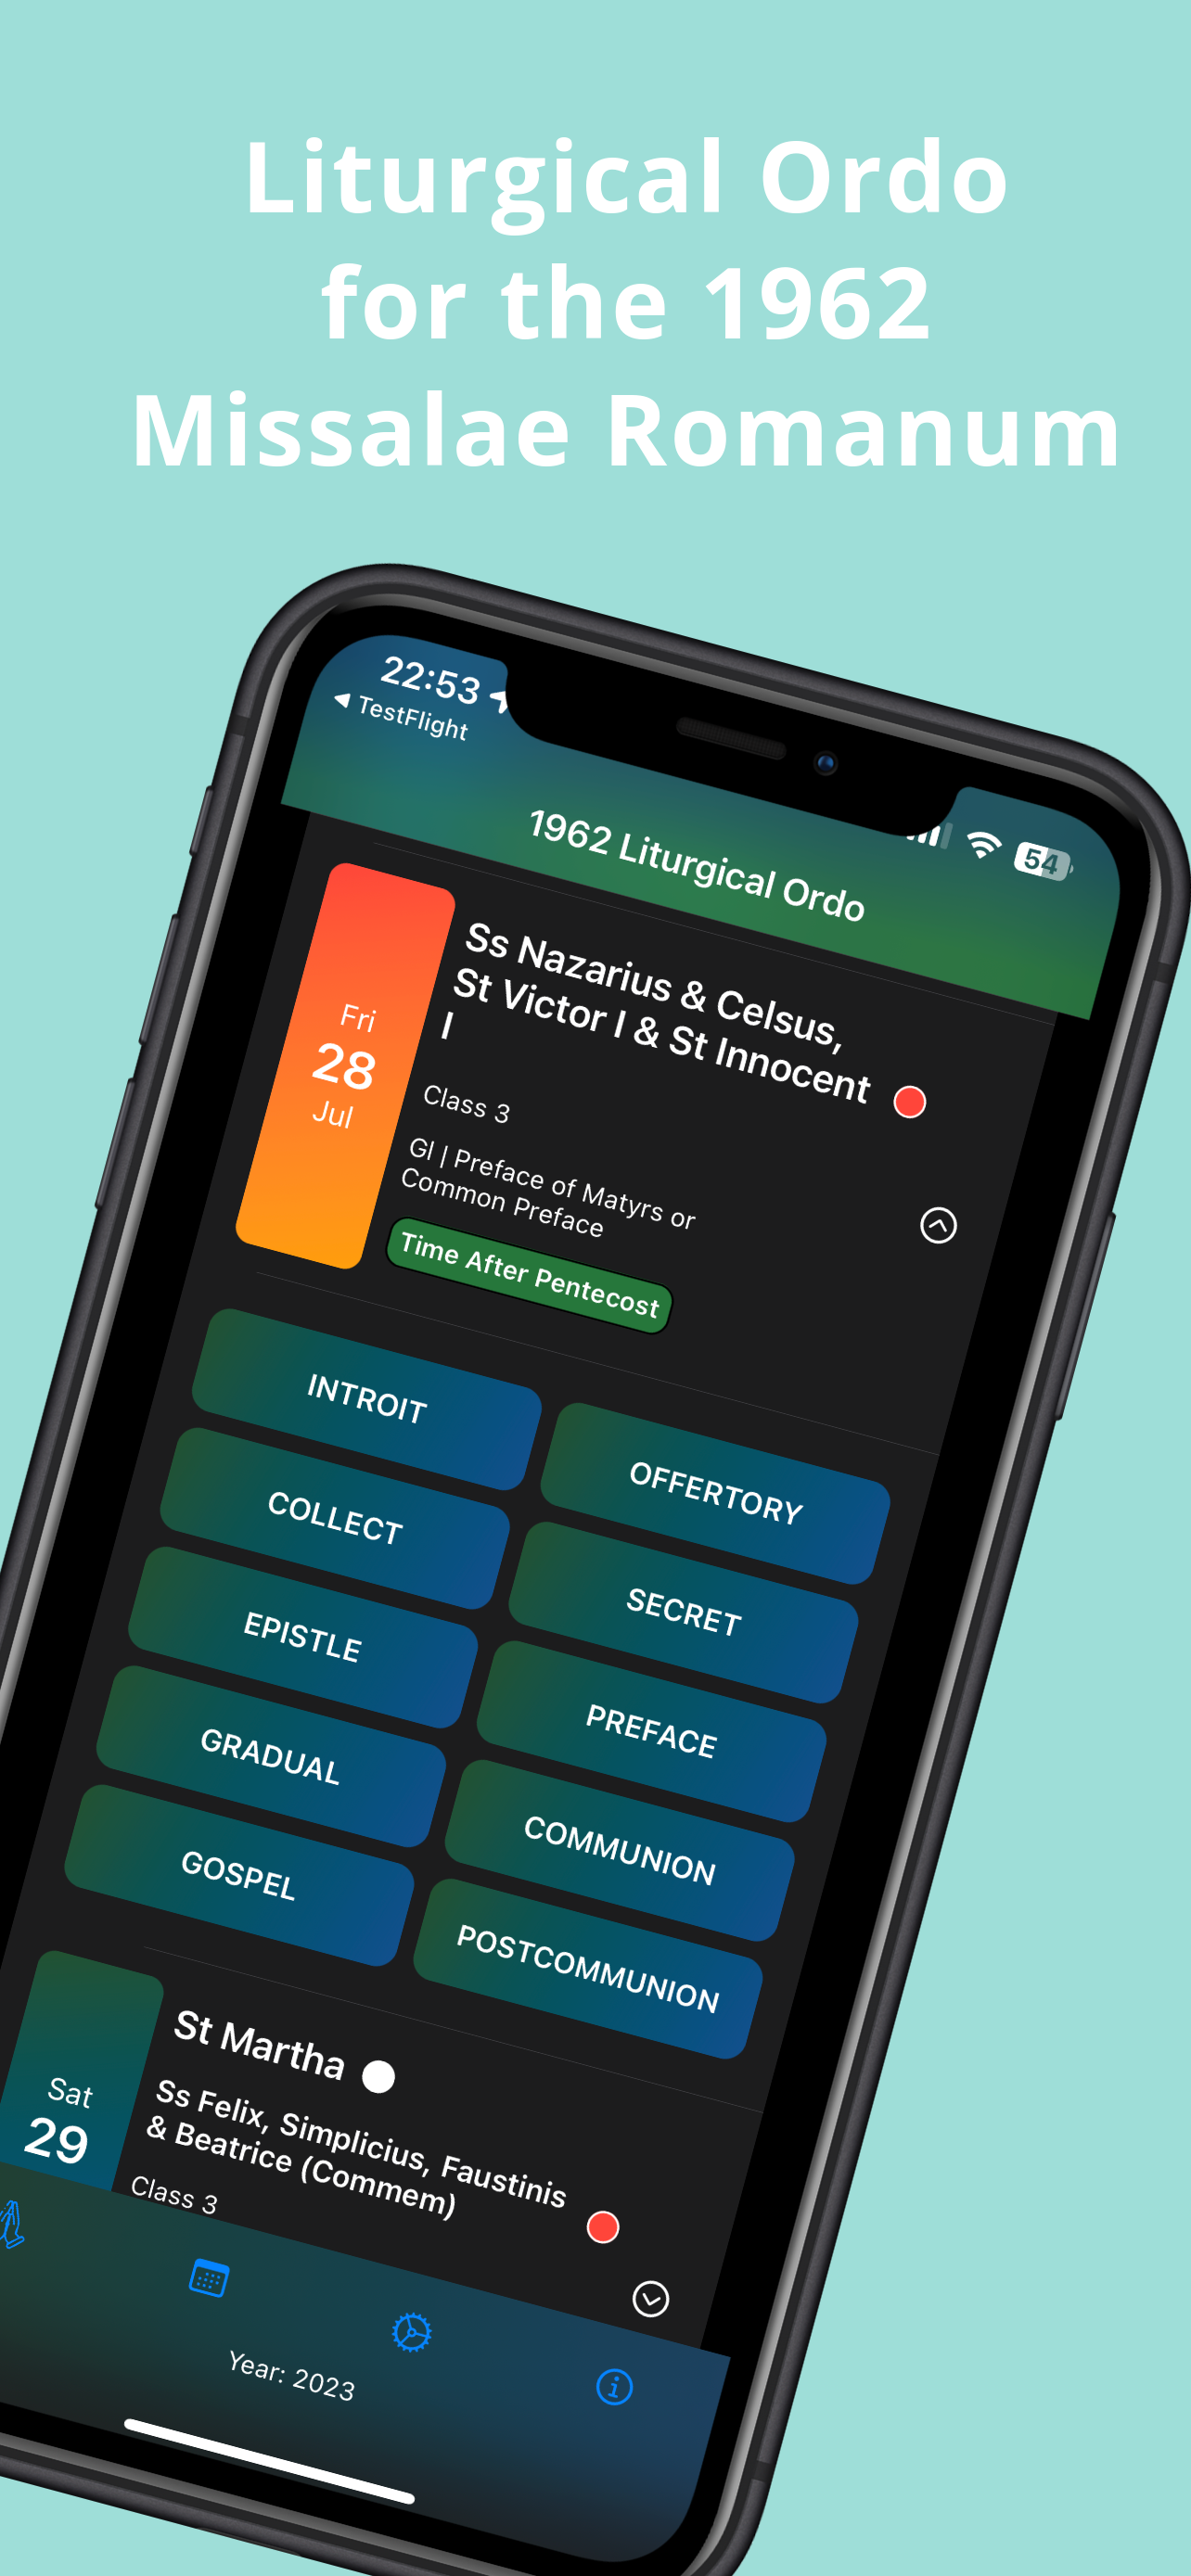 Liturgical Ordo
for the 1962
Missalae Romanum
22:53
◀ TestFlight
54
1962 Liturgical Ordo
Fri
28
Jul
Ss Nazarius & Celsus,
St Victor I & St Innocent
I
Class 3
Gl | Preface of Matyrs or
Common Preface
Time After Pentecost
INTROIT
OFFERTORY
COLLECT
SECRET
EPISTLE
PREFACE
GRADUAL
COMMUNION
GOSPEL
POSTCOMMUNION
Sat
29
St Martha
Ss Felix, Simplicius, Faustinis
& Beatrice (Commem)
Class 3
Year: 2023